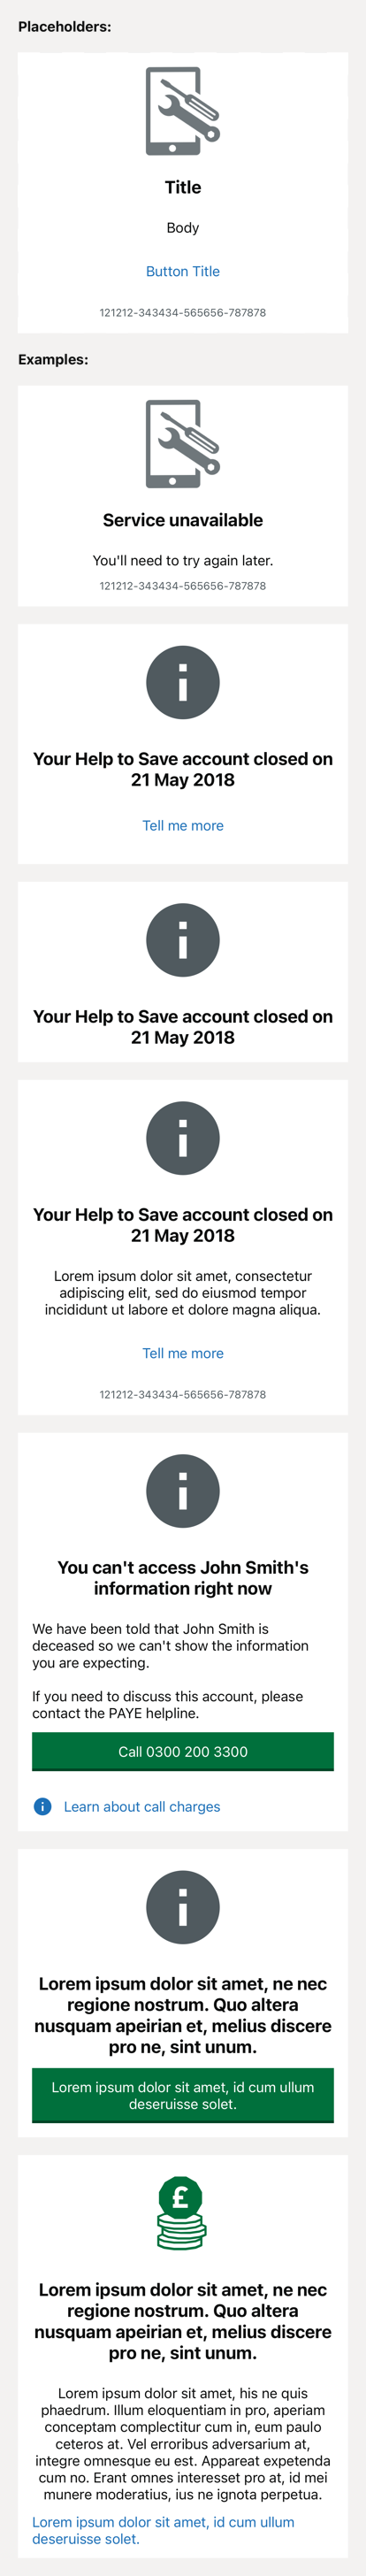 Placeholders:
Title
Body
Button Title
121212-343434-565656-787878
Examples:
Service unavailable
You'll need to try again later.
121212-343434-565656-787878
Your Help to Save account closed on
21 May 2018
Tell me more
Your Help to Save account closed on
21 May 2018
Your Help to Save account closed on
21 May 2018
Lorem ipsum dolor sit amet, consectetur
adipiscing elit, sed do eiusmod tempor
incididunt ut labore et dolore magna aliqua.
Tell me more
121212-343434-565656-787878
You can't access John Smith's
information right now
We have been told that John Smith is
deceased so we can't show the information
you are expecting.
If you need to discuss this account, please
contact the PAYE helpline.
Call 0300 200 3300
Learn about call charges
Lorem ipsum dolor sit amet, ne nec
regione nostrum. Quo altera
nusquam apeirian et, melius discere
pro ne, sint unum.
Lorem ipsum dolor sit amet, id cum ullum
deseruisse solet.
£
Lorem ipsum dolor sit amet, ne nec
regione nostrum. Quo altera
nusquam apeirian et, melius discere
pro ne, sint unum.
Lorem ipsum dolor sit amet, his ne quis
phaedrum. Illum eloquentiam in pro, aperiam
conceptam complectitur cum in, eum paulo
ceteros at. Vel erroribus adversarium at,
integre omnesque eu est. Appareat expetenda
cum no. Erant omnes interesset pro at, id mei
munere moderatius, ius ne ignota perpetua.
Lorem ipsum dolor sit amet, id cum ullum
deseruisse solet.